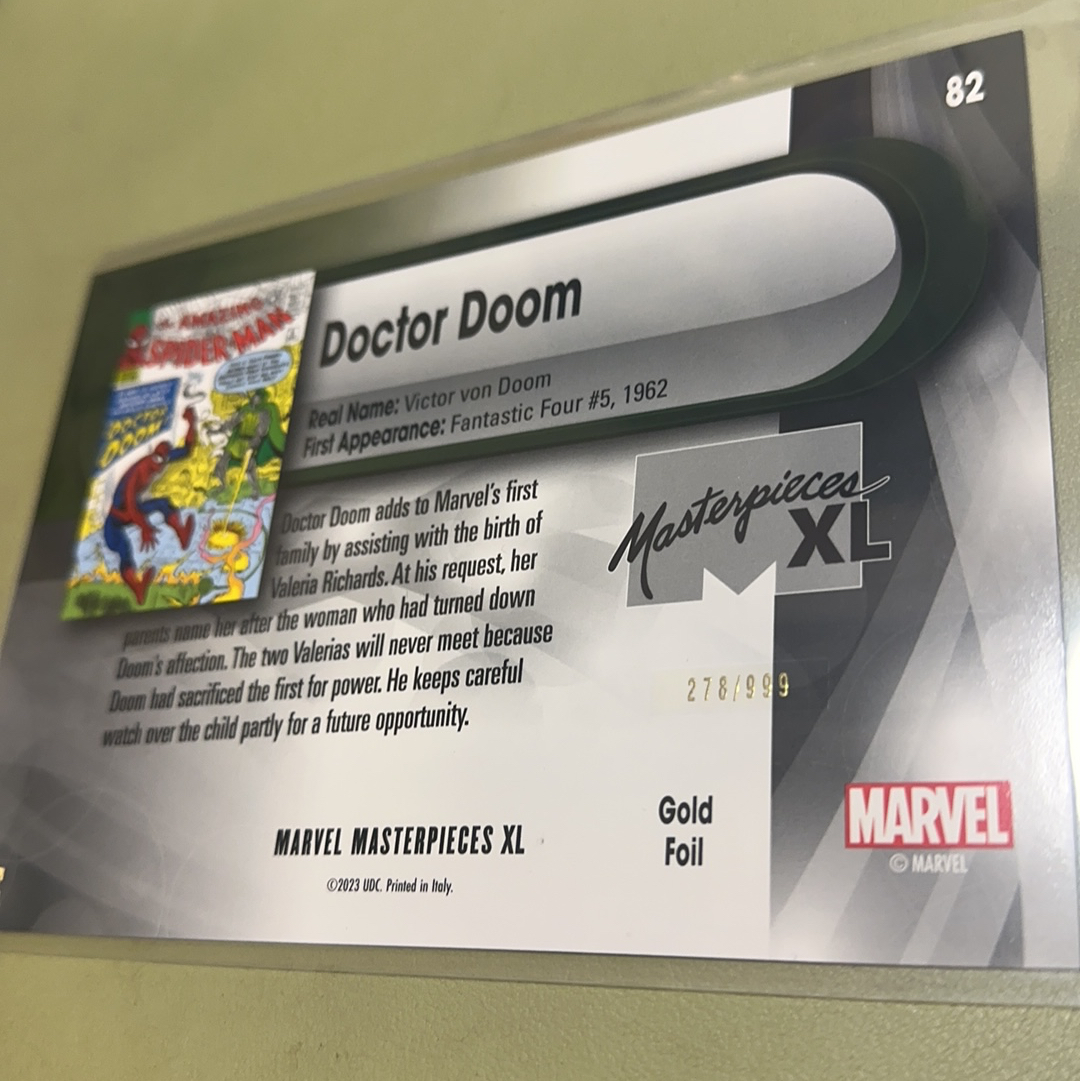 82
THE AMAZING
SPIDER-MAN
DOCTOR
DOOM
Doctor Doom
Real Name: Victor von Doom
First Appearance: Fantastic Four #5, 1962
Doctor Doom adds to Marvel's first
family by assisting with the birth of
Valeria Richards. At his request, her
parents name her after the woman who had turned down
Doom's affection. The two Valerias will never meet because
Doom had sacrificed the first for power. He keeps careful
watch over the child partly for a future opportunity.
Masterpieces
XL
278/999
Gold
Foil
MARVEL MASTERPIECES XL
©2023 UDC. Printed in Italy.
MARVEL
© MARVEL